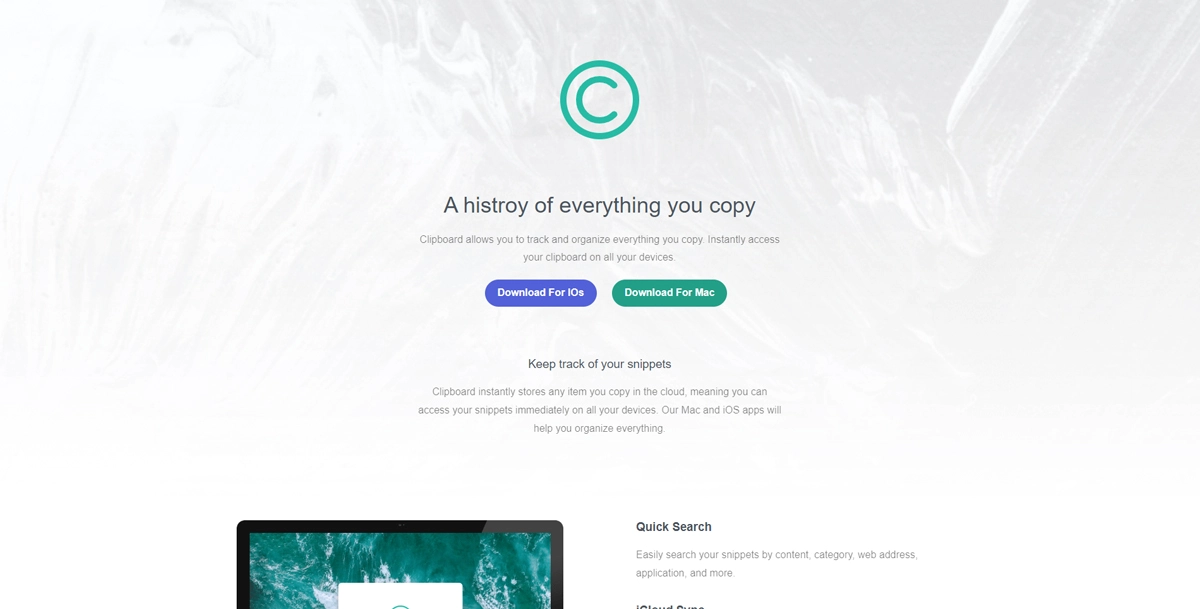 A histroy of everything you copy
Clipboard allows you to track and organize everything you copy. Instantly access
your clipboard on all your devices.
Download For IOs
Download For Mac
Keep track of your snippets
Clipboard instantly stores any item you copy in the cloud, meaning you can
access your snippets immediately on all your devices. Our Mac and iOS apps will
help you organize everything.
Quick Search
Easily search your snippets by content, category, web address,
application, and more.
iCloud Sync